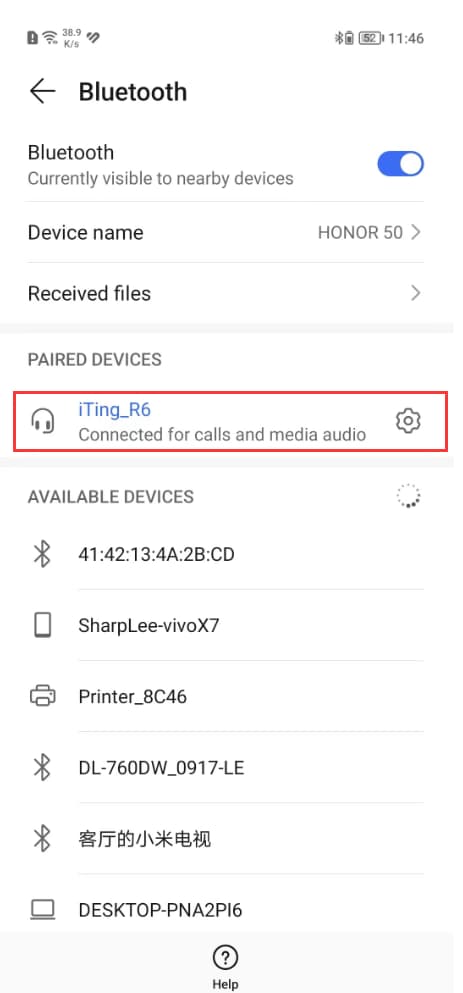 38.9
K/s
52
11:46
Bluetooth
Bluetooth
Currently visible to nearby devices
Device name
HONOR 50
Received files
PAIRED DEVICES
iTing_R6
Connected for calls and media audio
AVAILABLE DEVICES
41:42:13:4A:2B:CD
SharpLee-vivoX7
Printer_8C46
DL-760DW_0917-LE
客厅的小米电视
DESKTOP-PNA2PI6
?
Help